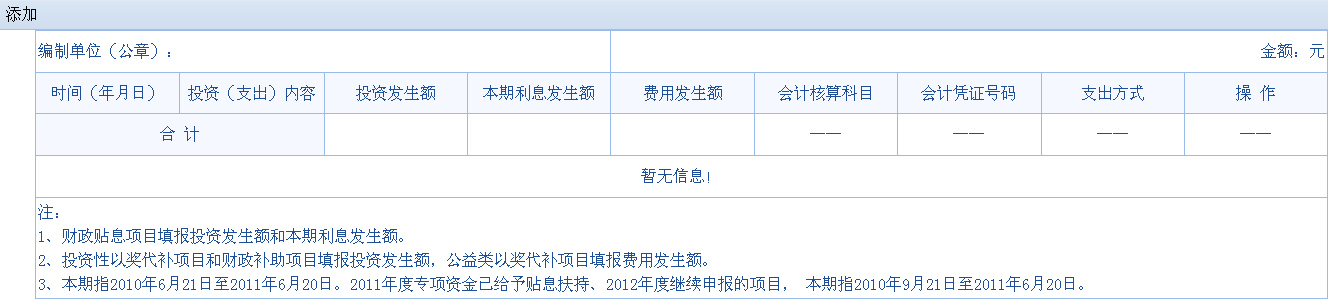 添加
编制单位（公章）： 金额：元
时间（年月日） 投资（支出）内容 投资发生额 本期利息发生额 费用发生额 会计核算科目 会计凭证号码 支出方式 操 作
合 计 —— —— —— ——
暂无信息!
注：
1、财政贴息项目填报投资发生额和本期利息发生额。
2、投资性以奖代补项目和财政补助项目填报投资发生额，公益类以奖代补项目填报费用发生额。
3、本期指2010年6月21日至2011年6月20日。2011年度专项资金已给予贴息扶持、2012年度继续申报的项目， 本期指2010年9月21日至2011年6月20日。